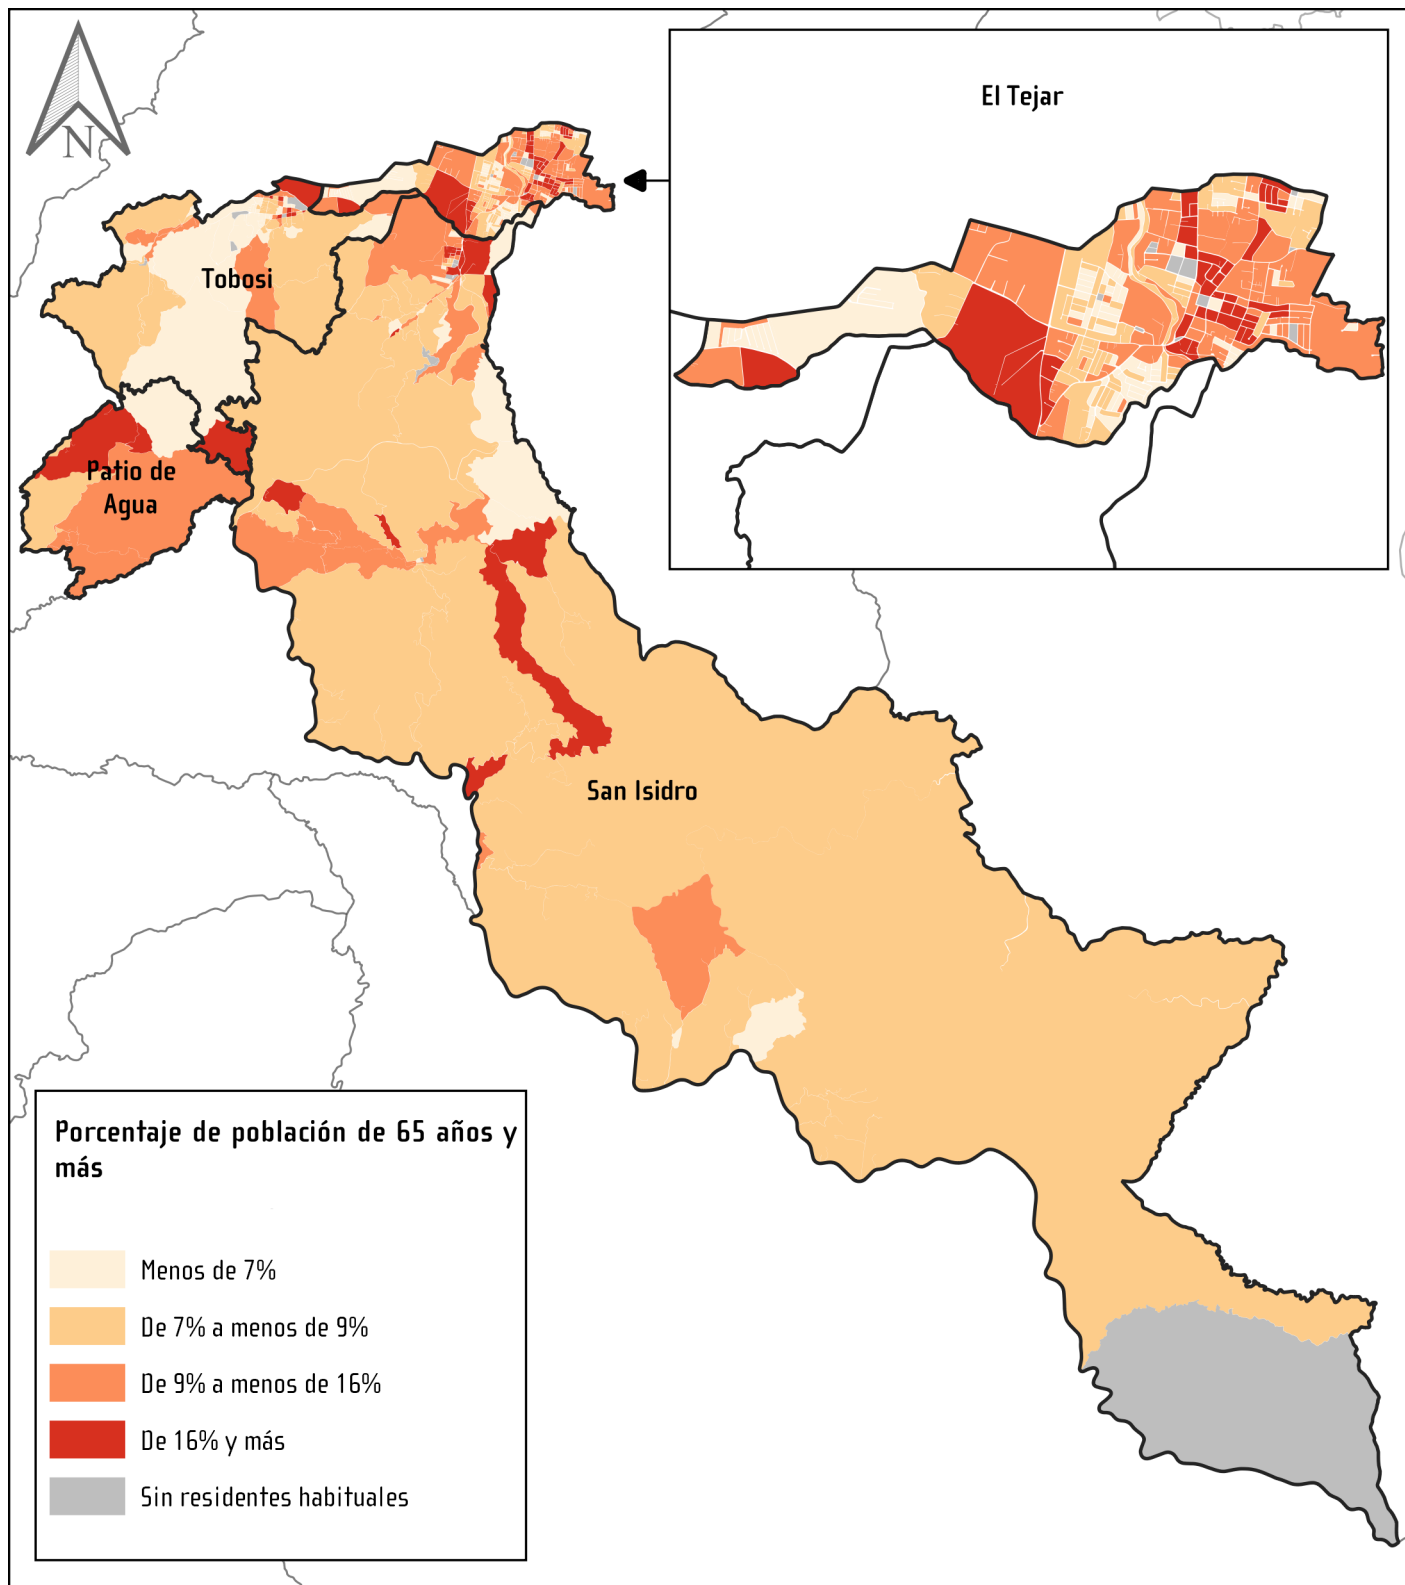 N
El Tejar
Tobosi
Patio de
Agua
San Isidro
Porcentaje de población de 65 años y
más
Menos de 7%
De 7% a menos de 9%
De 9% a menos de 16%
De 16% y más
Sin residentes habituales